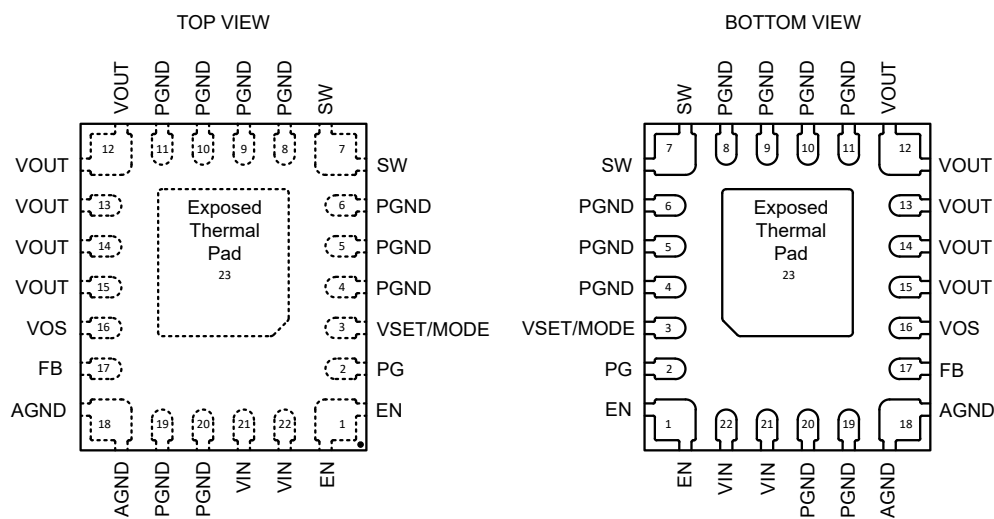 TOP VIEW
VOUT
PGND
PGND
PGND
PGND
SW
12
11
10
9
8
7
VOUT
SW
VOUT
13
6
PGND
VOUT
14
5
PGND
VOUT
15
4
PGND
VOS
16
3
VSET/MODE
FB
17
2
PG
AGND
EN
18
19
20
21
22
1
AGND
PGND
PGND
VIN
VIN
EN
Exposed
Thermal
Pad
23
BOTTOM VIEW
SW
PGND
PGND
PGND
PGND
VOUT
7
8
9
10
11
12
SW
VOUT
PGND
6
13
VOUT
PGND
5
14
VOUT
PGND
4
15
VOUT
VSET/MODE
3
16
VOS
PG
2
17
FB
EN
AGND
1
22
21
20
19
18
EN
VIN
VIN
PGND
PGND
AGND
Exposed
Thermal
Pad
23